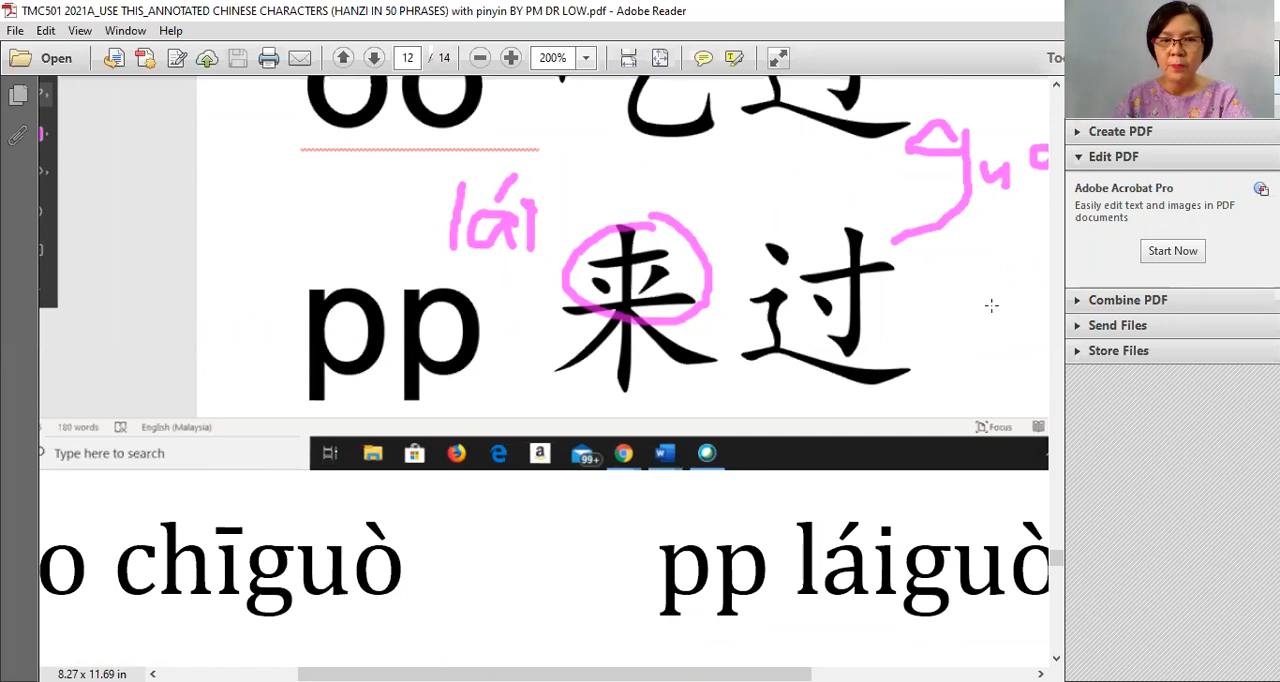 TMC501 2021A_USE THIS_ANNOTATED CHINESE CHARACTERS (HANZI IN 50 PHRASES) with pinyin BY PM DR LOW.pdf - Adobe Reader
File Edit View Window Help
Open 12 / 14 200%
Create PDF
Edit PDF
Adobe Acrobat Pro
Easily edit text and images in PDF documents
Start Now
Combine PDF
Send Files
Store Files
oo 吃过
lái
pp 来过
180 words English (Malaysia) Focus
Type here to search
99+
o chīguò pp láiguò
8.27 x 11.69 in